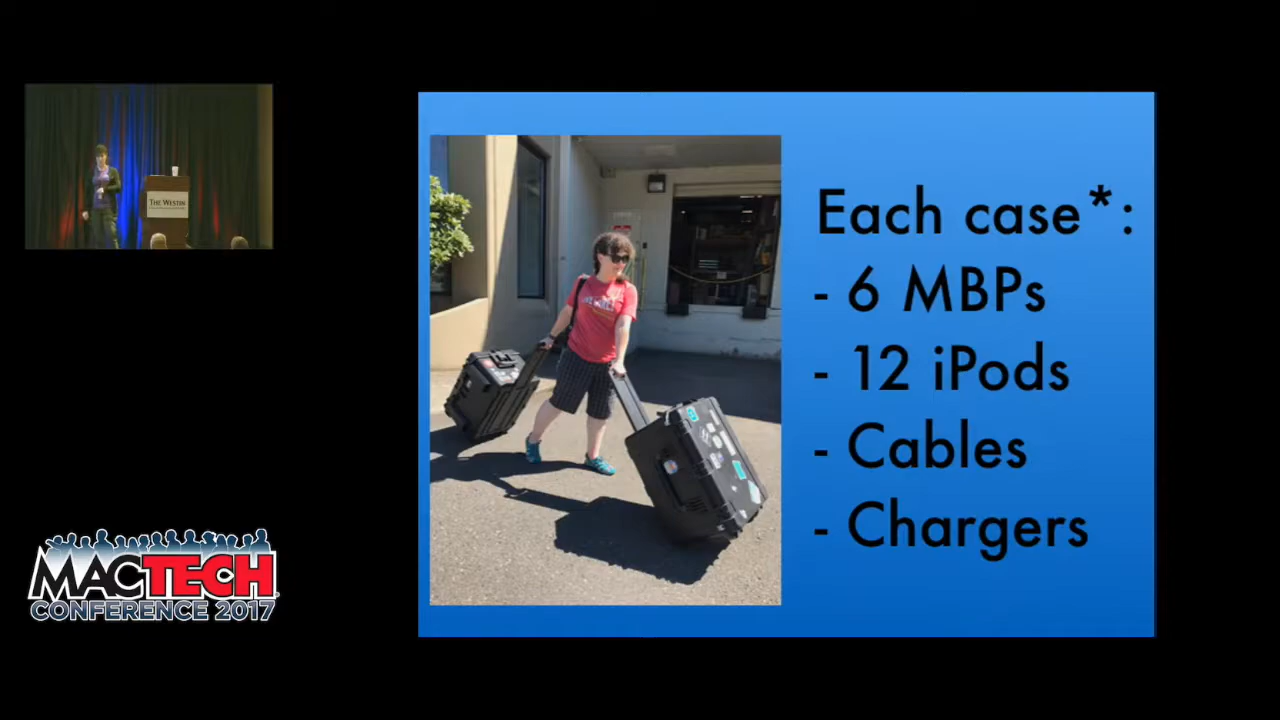 THE WESTIN
Each case*:
- 6 MBPs
- 12 iPods
- Cables
- Chargers
MACTECH
CONFERENCE 2017